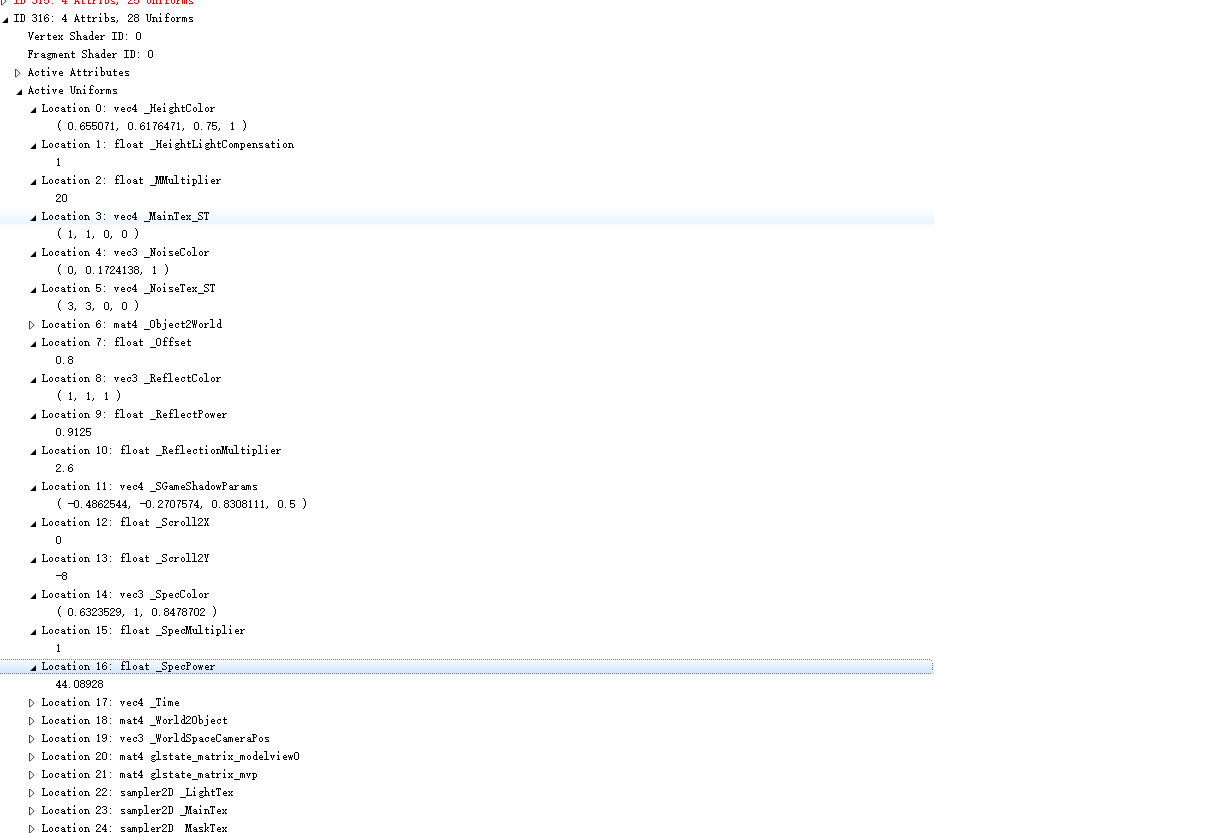 ID 315: 4 Attribs, 25 Uniforms
ID 316: 4 Attribs, 28 Uniforms
Vertex Shader ID: 0
Fragment Shader ID: 0
Active Attributes
Active Uniforms
Location 0: vec4 _HeightColor
( 0.655071, 0.6176471, 0.75, 1 )
Location 1: float _HeightLightCompensation
1
Location 2: float _MMultiplier
20
Location 3: vec4 _MainTex_ST
( 1, 1, 0, 0 )
Location 4: vec3 _NoiseColor
( 0, 0.1724138, 1 )
Location 5: vec4 _NoiseTex_ST
( 3, 3, 0, 0 )
Location 6: mat4 _Object2World
Location 7: float _Offset
0.8
Location 8: vec3 _ReflectColor
( 1, 1, 1 )
Location 9: float _ReflectPower
0.9125
Location 10: float _ReflectionMultiplier
2.6
Location 11: vec4 _SGameShadowParams
( -0.4862544, -0.2707574, 0.8308111, 0.5 )
Location 12: float _Scroll2X
0
Location 13: float _Scroll2Y
-8
Location 14: vec3 _SpecColor
( 0.6323529, 1, 0.8478702 )
Location 15: float _SpecMultiplier
1
Location 16: float _SpecPower
44.08928
Location 17: vec4 _Time
Location 18: mat4 _World2Object
Location 19: vec3 _WorldSpaceCameraPos
Location 20: mat4 glstate_matrix_modelview0
Location 21: mat4 glstate_matrix_mvp
Location 22: sampler2D _LightTex
Location 23: sampler2D _MainTex
Location 24: sampler2D _MaskTex